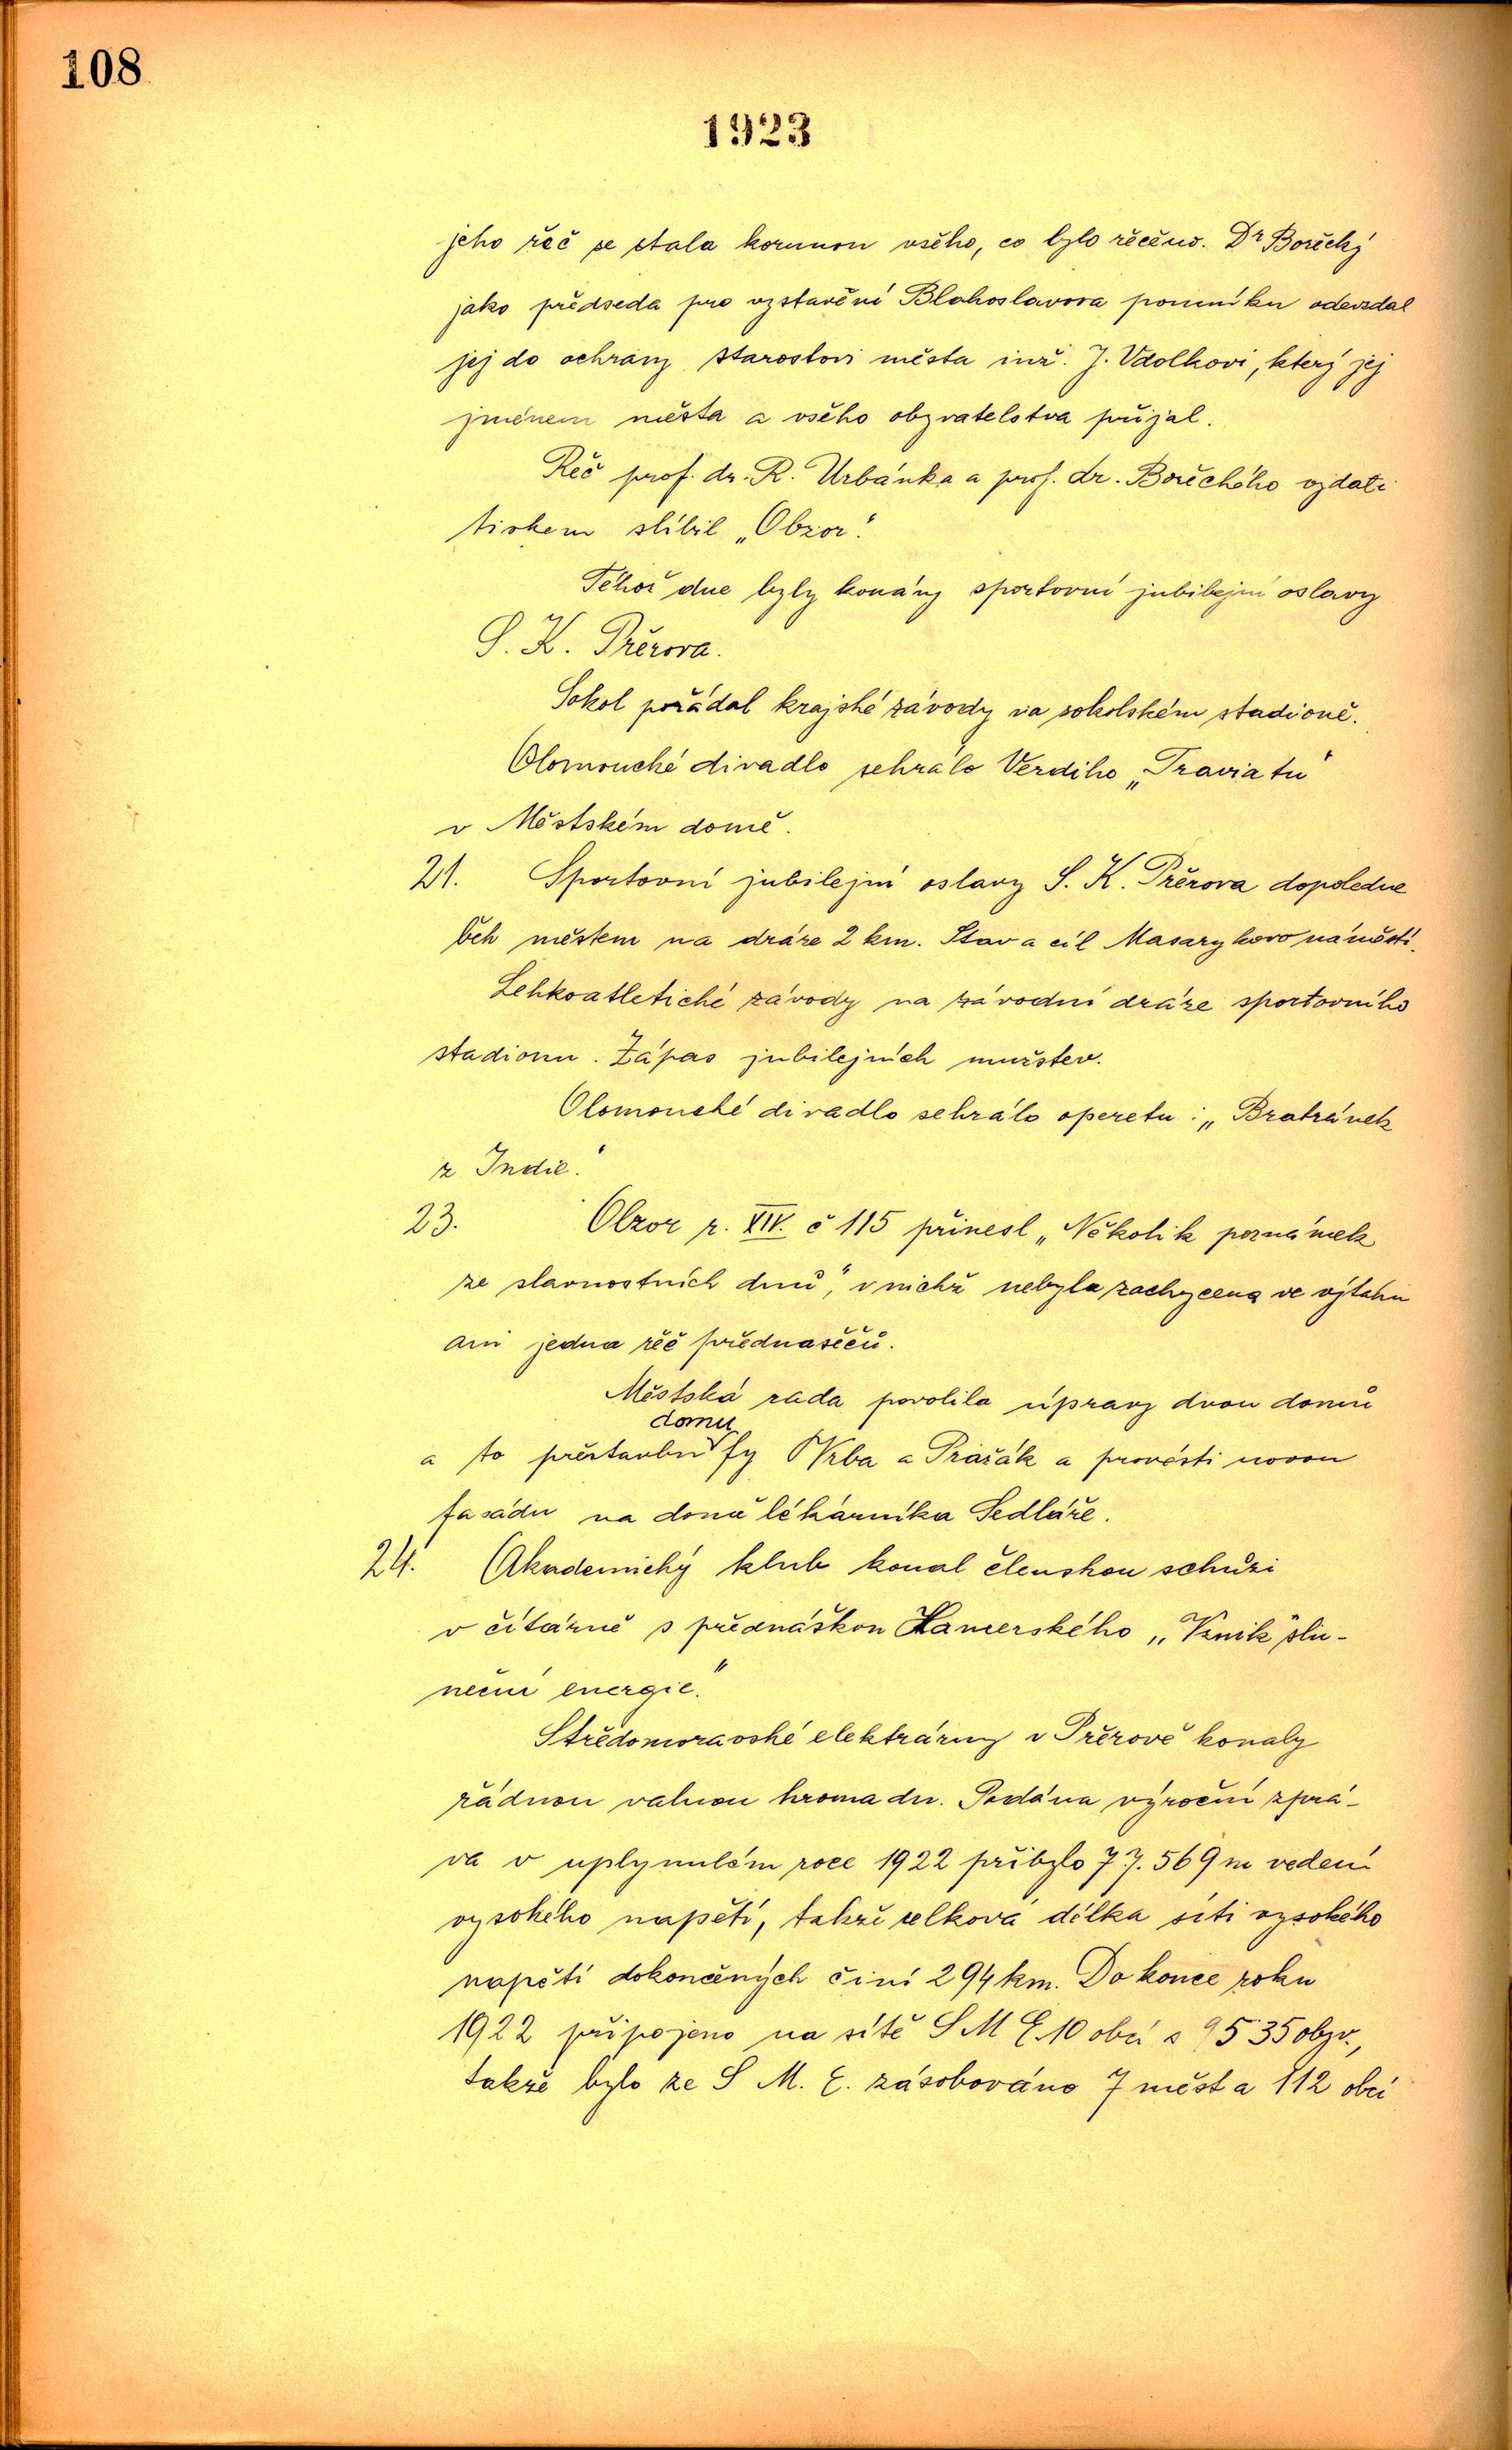 108
1923
jeho řeč se stala korunou všeho, co bylo řečeno. Dr Borěcký
jako předseda pro vystavění Blahoslavova pomníku odevzdal
jej do ochrany starostovi města inž. J. Vdolkovi, který jej
jménem města a všeho obyvatelstva přijal.
Řeč prof. dr. R. Urbánka a prof. dr. Borěckého vydati
tiskem slíbil „Obzor".
Téhož dne byly konány sportovní jubilejní oslavy
S. K. Přerova.
Sokol pořádal krajské závody na sokolském stadioně.
Olomoucké divadlo sehrálo Verdiho „Traviatu"
v Městském domě.
21. Sportovní jubilejní oslavy S. K. Přerova dopoledne
běh městem na dráze 2 km. Stav a cíl Masarykovo náměstí.
Lehkoatletické závody na závodní dráze sportovního
stadionu. Zápas jubilejních mužstev.
Olomoucké divadlo sehrálo operetu: „Bratránek
z Indie."
23. Obzor r. XIV. č 115 přinesl „Několik poznámek
ze slavnostních dnů", v nichž nebyla zachycena ve výtahu
ani jedna řeč přednašečů.
Městská rada povolila úpravy dvou domů
domu
a to přestavbu fy Vrba a Pražák a provésti novou
fasádu na domě lékárníka Sedláře.
24. Akademický klub konal členskou schůzi
v čítárně s přednáškou Hamerského „Vznik slu-
neční energie."
Středomoravské elektrárny v Přerově konaly
řádnou valnou hromadu. Podána výroční zprá-
va v uplynulém roce 1922 přibylo 77.569 m vedení
vysokého napětí, takže celková délka síti vysokého
napětí dokončených činí 294 km. Do konce roku
1922 připojeno na sítě S M E. 10 obcí s 9535 obyv.,
takže bylo ze S M. E. zásobováno 7 měst a 112 obcí